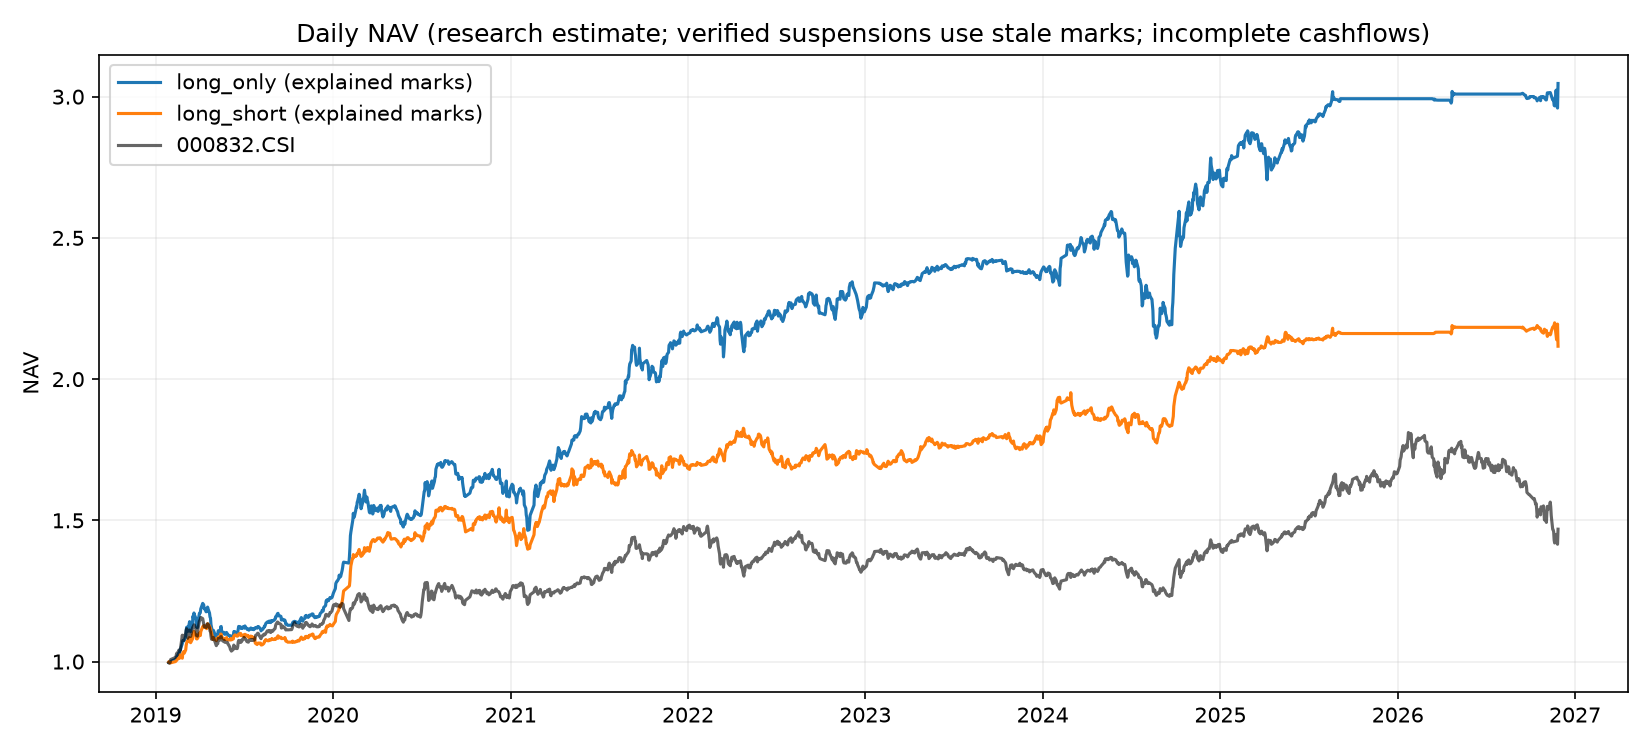 Daily NAV (research estimate; verified suspensions use stale marks; incomplete cashflows)
long_only (explained marks)
long_short (explained marks)
000832.CSI
NAV
3.0
2.5
2.0
1.5
1.0
2019 2020 2021 2022 2023 2024 2025 2026 2027